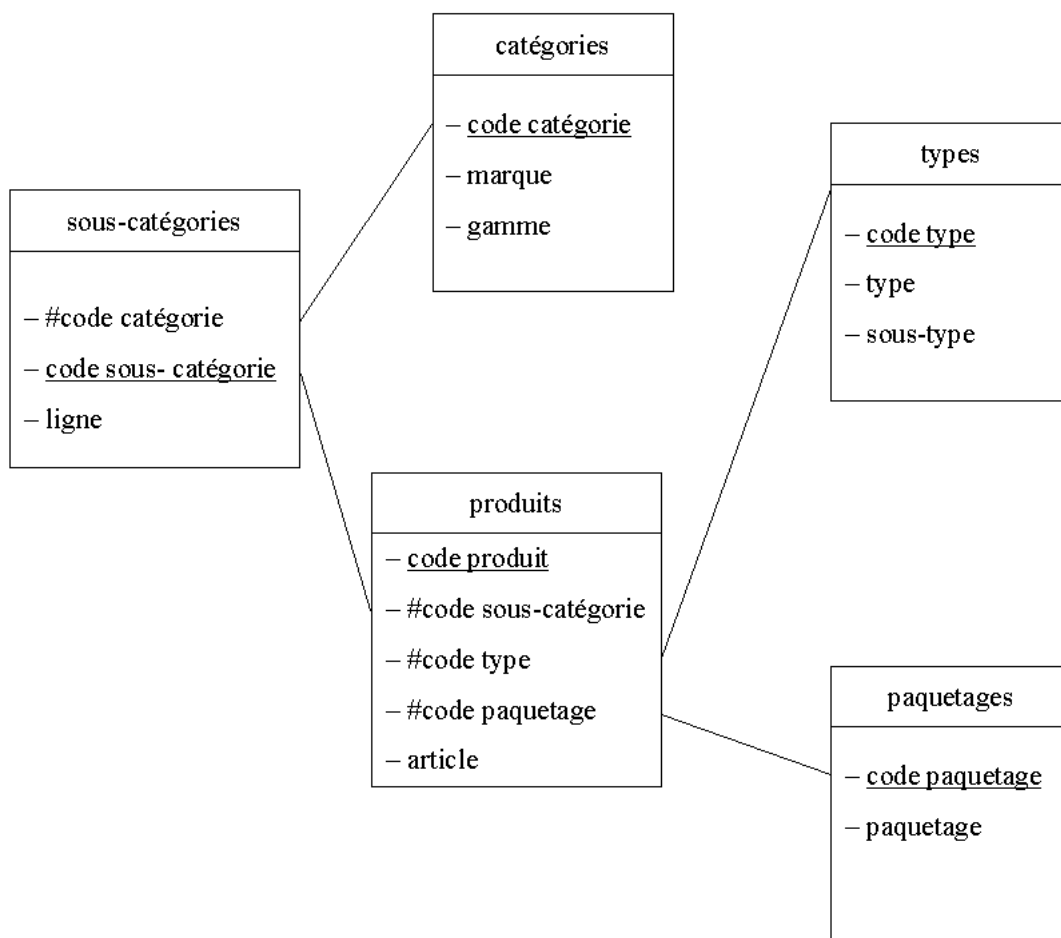 catégories
– code catégorie
– marque
– gamme
types
– code type
– type
– sous-type
sous-catégories
– #code catégorie
– code sous- catégorie
– ligne
produits
– code produit
– #code sous-catégorie
– #code type
– #code paquetage
– article
paquetages
– code paquetage
– paquetage